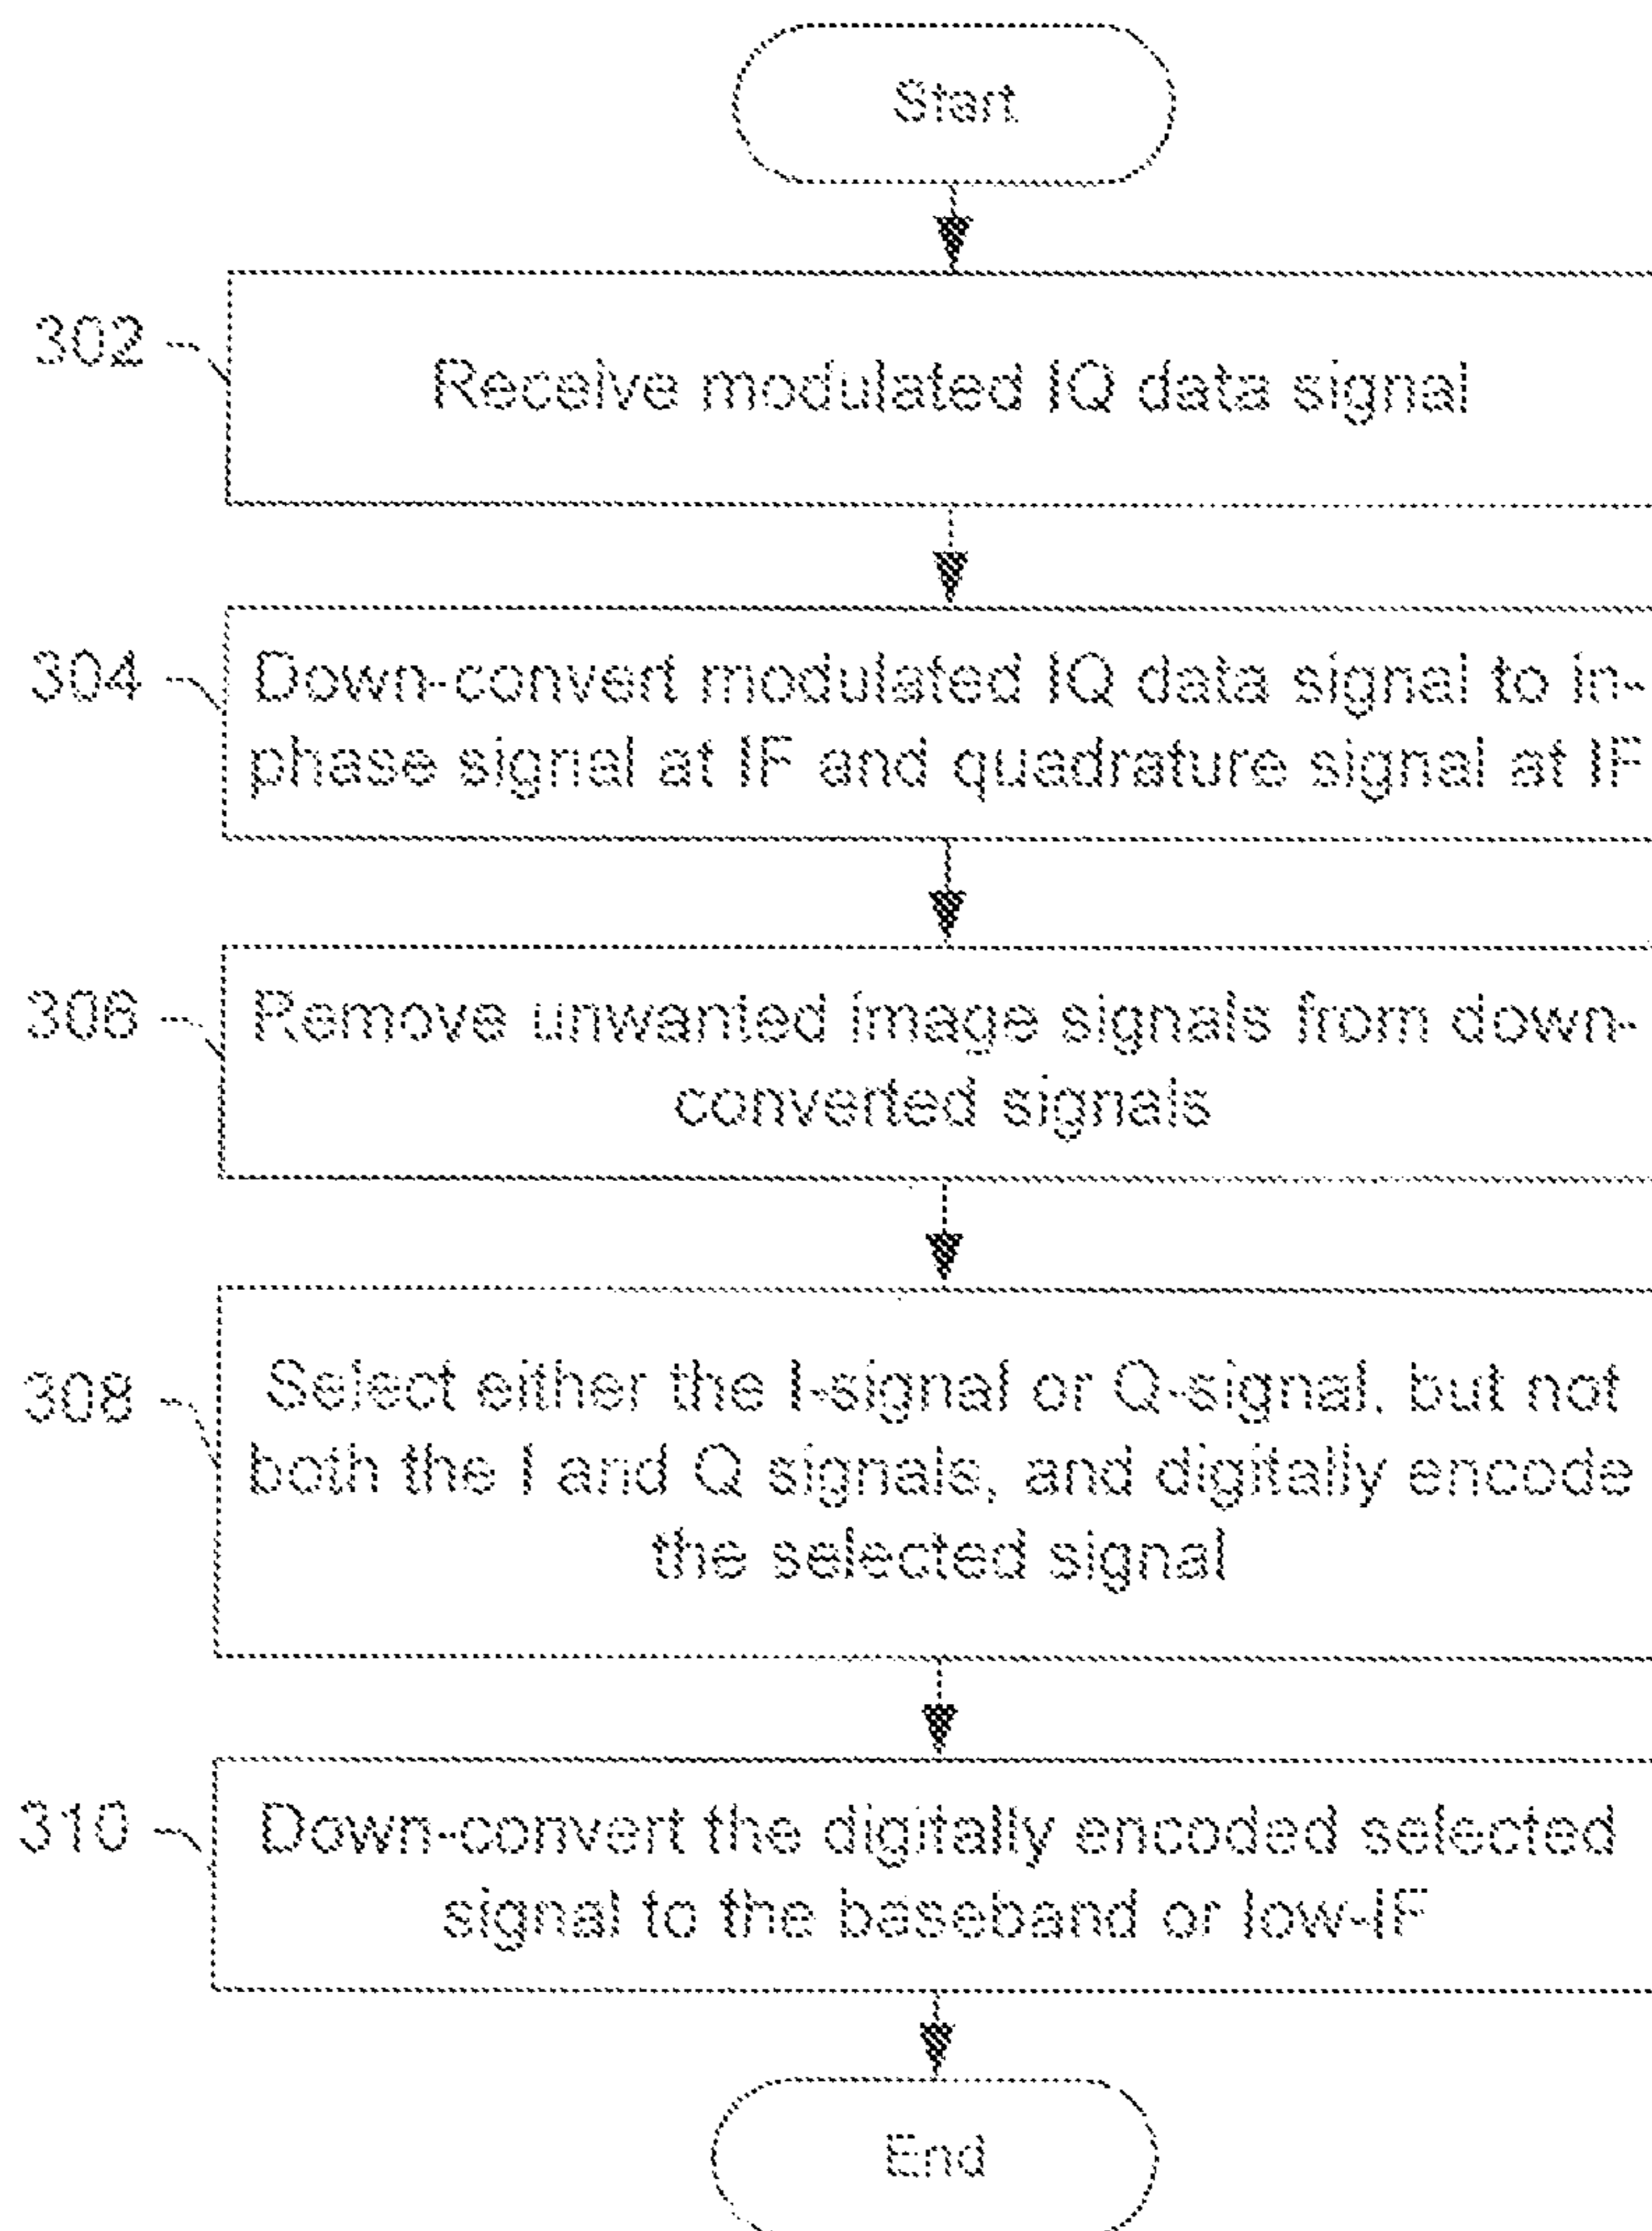 Start
302
Receive modulated IQ data signal
304
Down-convert modulated IQ data signal to in-
phase signal at IF and quadrature signal at IF
306
Remove unwanted image signals from down-
converted signals
308
Select either the I-signal or Q-signal, but not
both the I and Q signals, and digitally encode
the selected signal
310
Down-convert the digitally encoded selected
signal to the baseband or low-IF
End